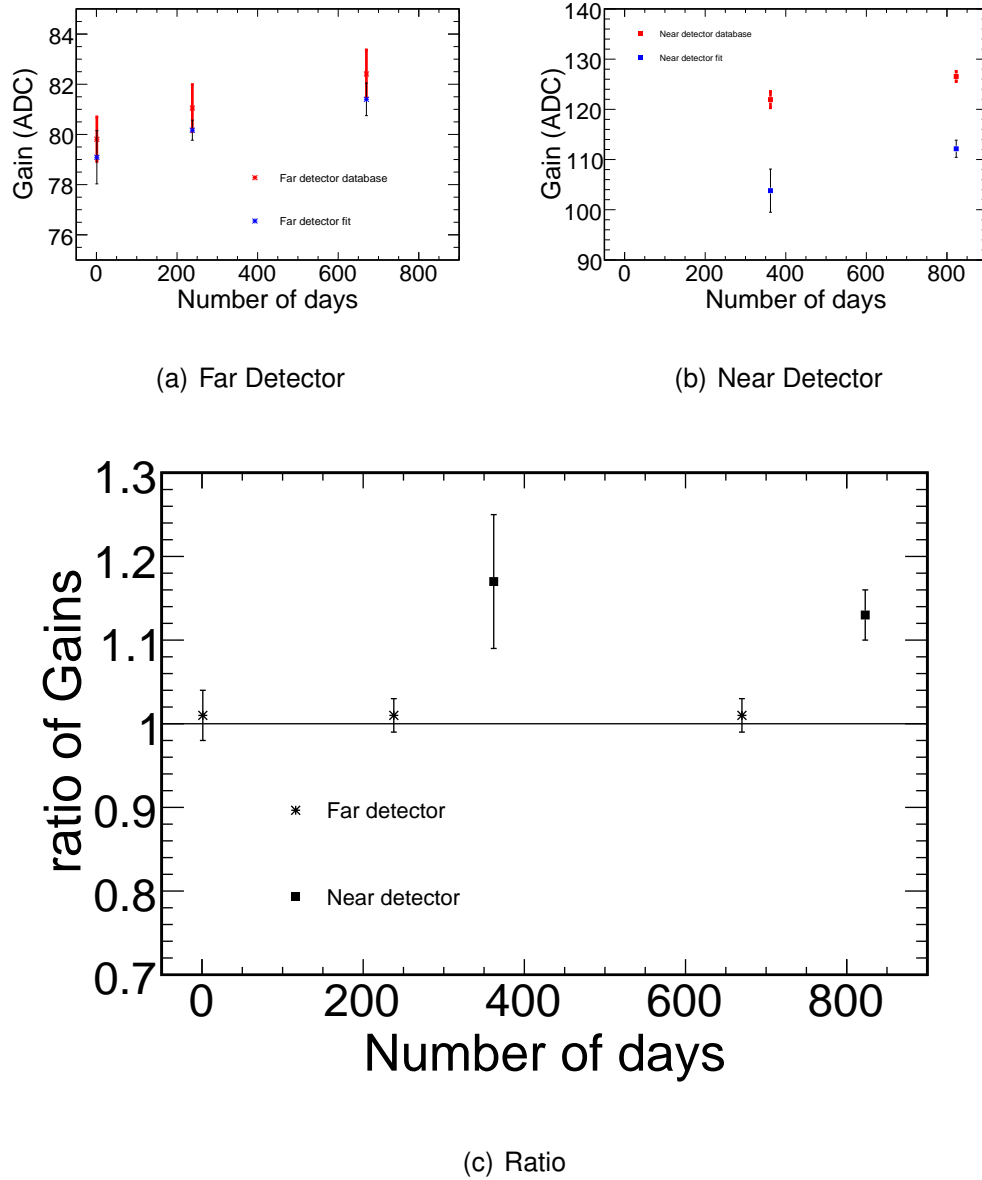 84
82
80
78
76
Gain (ADC)
Far detector database
Far detector fit
0 200 400 600 800
Number of days
(a) Far Detector
140
130
120
110
100
90
Gain (ADC)
Near detector database
Near detector fit
0 200 400 600 800
Number of days
(b) Near Detector
1.3
1.2
1.1
1
0.9
0.8
0.7
ratio of Gains
Far detector
Near detector
0 200 400 600 800
Number of days
(c) Ratio